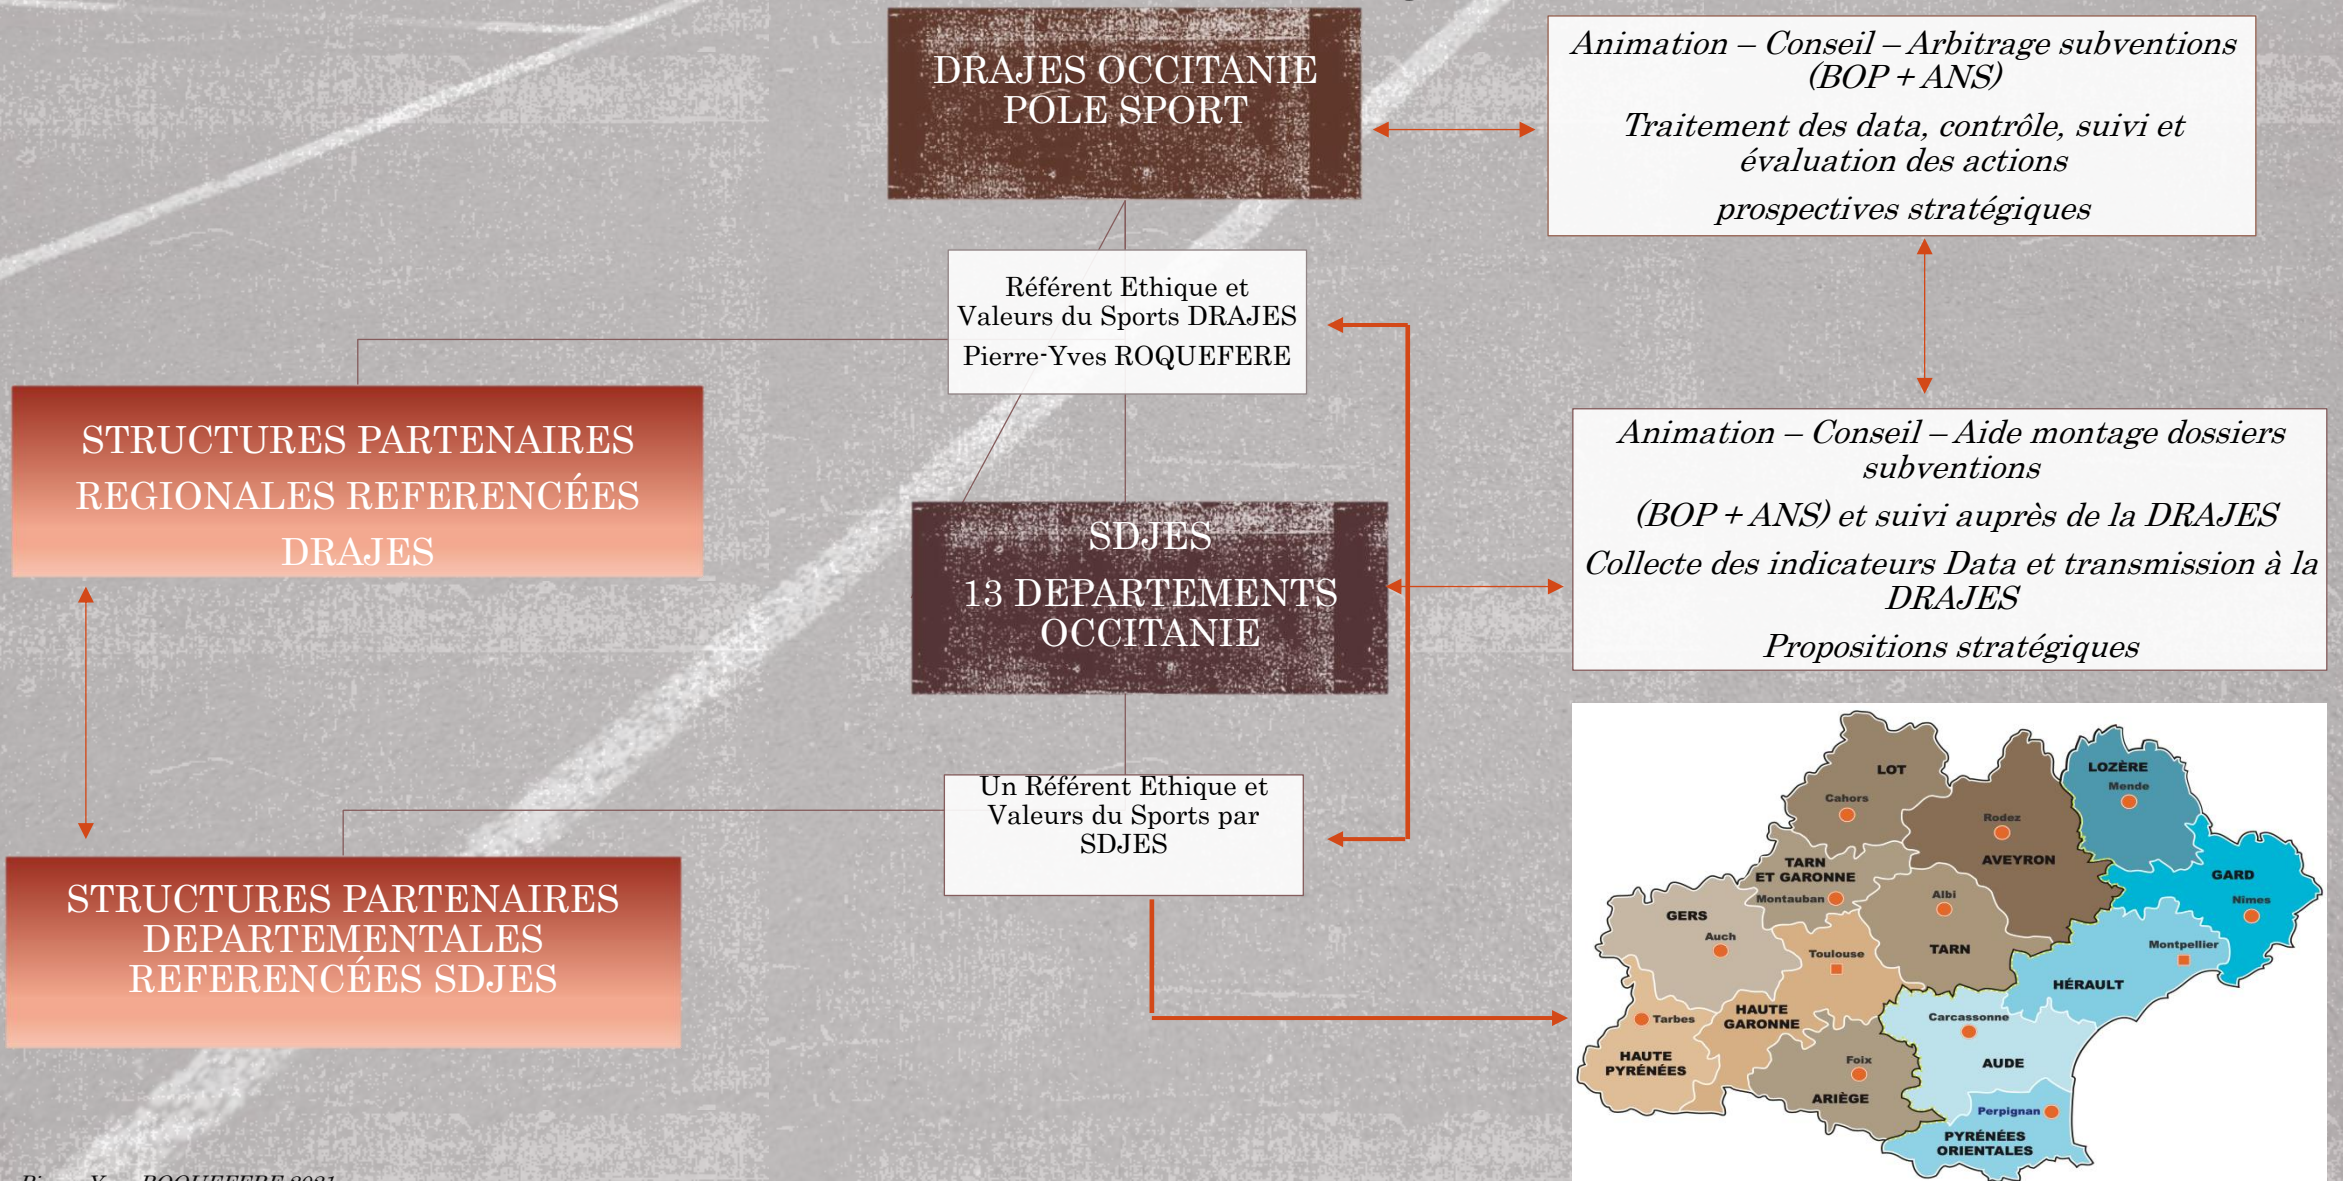 DRAJES OCCITANIE
POLE SPORT
Animation – Conseil – Arbitrage subventions
(BOP + ANS)
Traitement des data, contrôle, suivi et
évaluation des actions
prospectives stratégiques
Référent Ethique et
Valeurs du Sports DRAJES
Pierre-Yves ROQUEFERE
STRUCTURES PARTENAIRES
REGIONALES REFERENCÉES
DRAJES
SDJES
13 DEPARTEMENTS
OCCITANIE
Animation – Conseil – Aide montage dossiers
subventions
(BOP + ANS) et suivi auprès de la DRAJES
Collecte des indicateurs Data et transmission à la
DRAJES
Propositions stratégiques
Un Référent Ethique et
Valeurs du Sports par
SDJES
STRUCTURES PARTENAIRES
DEPARTEMENTALES
REFERENCÉES SDJES
LOT
Cahors
LOZÈRE
Mende
Rodez
AVEYRON
TARN
ET GARONNE
Montauban
Albi
TARN
GARD
Nîmes
GERS
Auch
Toulouse
Montpellier
HÉRAULT
Tarbes
HAUTE
GARONNE
Carcassonne
HAUTE
PYRÉNÉES
Foix
ARIÈGE
AUDE
Perpignan
PYRÉNÉES
ORIENTALES
Pierre-Yves ROQUEFERE 2021